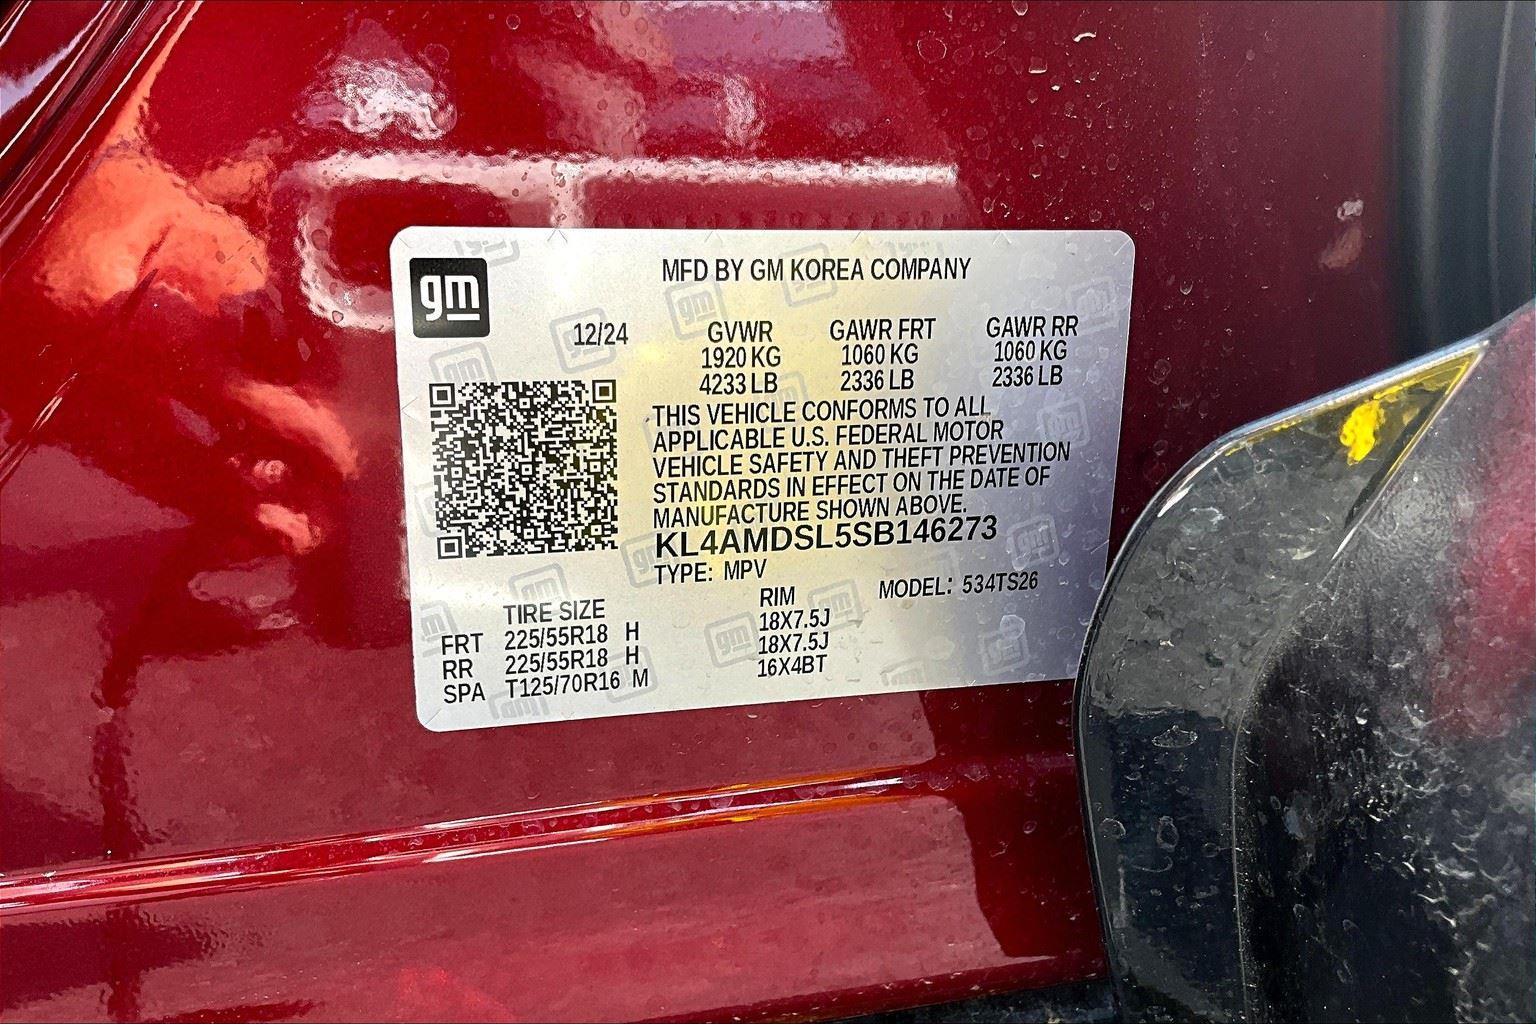 gm
MFD BY GM KOREA COMPANY
12/24 GVWR GAWR FRT GAWR RR
1920 KG 1060 KG 1060 KG
4233 LB 2336 LB 2336 LB
THIS VEHICLE CONFORMS TO ALL
APPLICABLE U.S. FEDERAL MOTOR
VEHICLE SAFETY AND THEFT PREVENTION
STANDARDS IN EFFECT ON THE DATE OF
MANUFACTURE SHOWN ABOVE.
KL4AMDSL5SB146273
TYPE: MPV
MODEL: 534TS26
TIRE SIZE RIM
FRT 225/55R18 H 18X7.5J
RR 225/55R18 H 18X7.5J
SPA T125/70R16 M 16X4BT